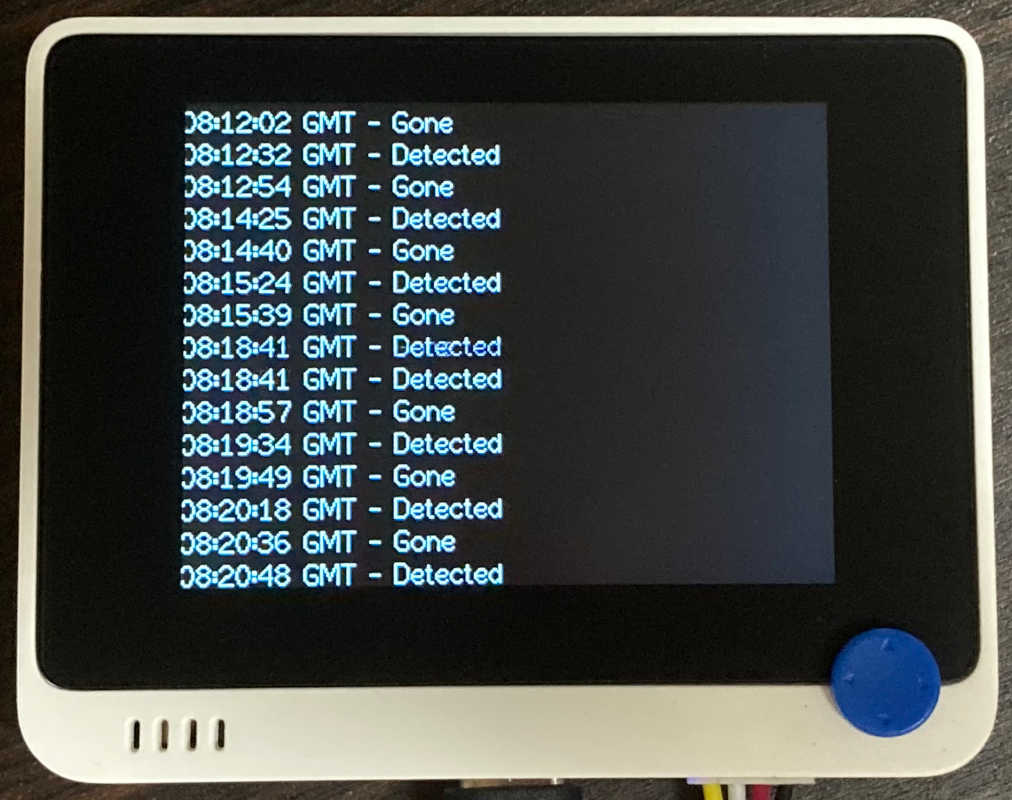 08:12:02 GMT - Gone
08:12:32 GMT - Detected
08:12:54 GMT - Gone
08:14:25 GMT - Detected
08:14:40 GMT - Gone
08:15:24 GMT - Detected
08:15:39 GMT - Gone
08:18:41 GMT - Detected
08:18:41 GMT - Detected
08:18:57 GMT - Gone
08:19:34 GMT - Detected
08:19:49 GMT - Gone
08:20:18 GMT - Detected
08:20:36 GMT - Gone
08:20:48 GMT - Detected